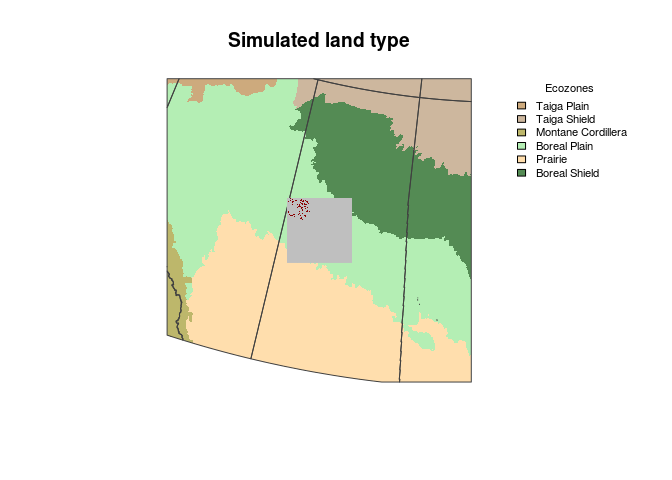 Simulated land type
Ecozones
Taiga Plain
Taiga Shield
Montane Cordillera
Boreal Plain
Prairie
Boreal Shield